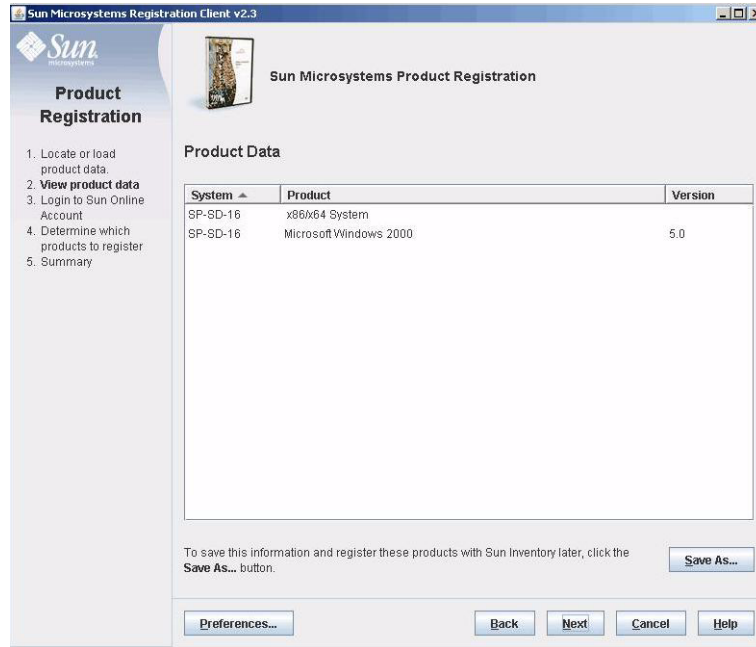 Sun Microsystems Registration Client v2.3
Sun
microsystems
Product
Registration
1. Locate or load
product data.
2. View product data
3. Login to Sun Online
Account
4. Determine which
products to register
5. Summary
Sun Microsystems Product Registration
Product Data
System Product Version
SP-SD-16 x86/x64 System
SP-SD-16 Microsoft Windows 2000 5.0
To save this information and register these products with Sun Inventory later, click the
Save As... button.
Save As...
Preferences... Back Next Cancel Help